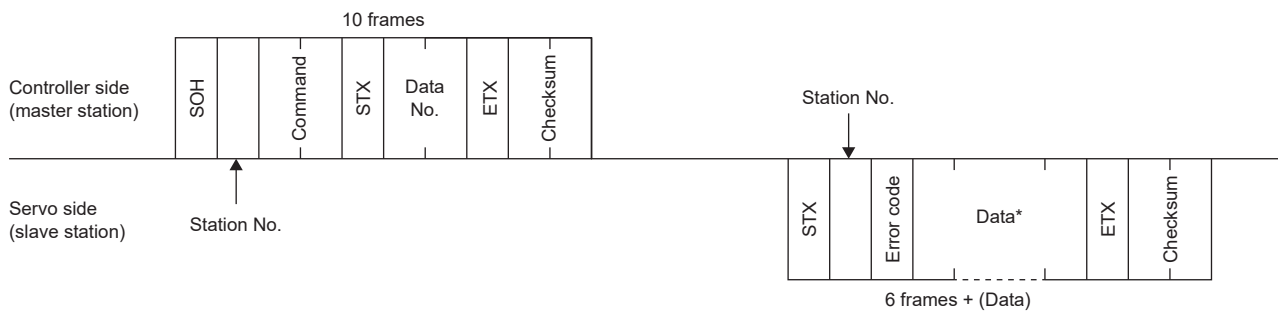 10 frames
Controller side
(master station)
SOH
Command
STX
Data
No.
ETX
Checksum
Station No.
Servo side
(slave station)
Station No.
STX
Error code
Data*
ETX
Checksum
6 frames + (Data)